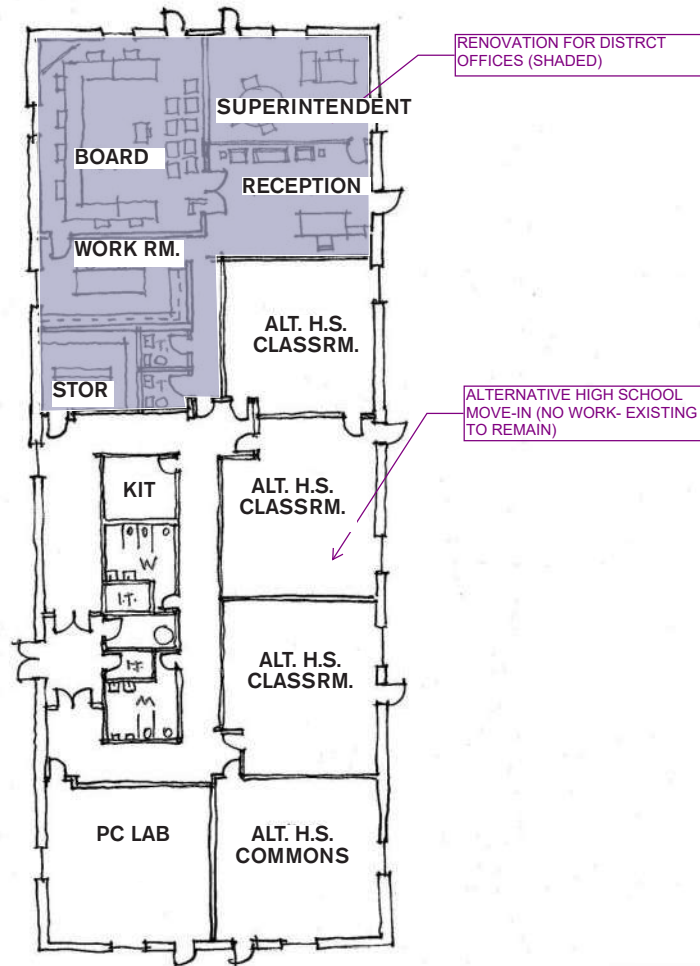 RENOVATION FOR DISTRCT
OFFICES (SHADED)
SUPERINTENDENT
BOARD
RECEPTION
WORK RM.
ALT. H.S.
CLASSRM.
STOR
ALTERNATIVE HIGH SCHOOL
MOVE-IN (NO WORK- EXISTING
TO REMAIN)
KIT
ALT. H.S.
CLASSRM.
W
ALT. H.S.
CLASSRM.
M
PC LAB
ALT. H.S.
COMMONS